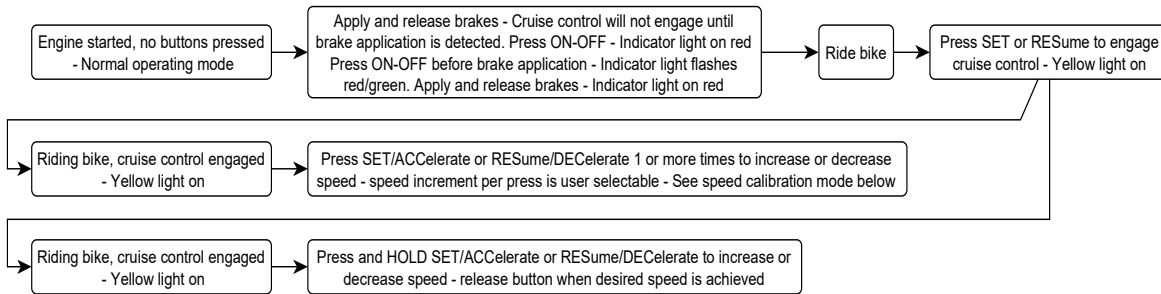 Engine started, no buttons pressed
- Normal operating mode
Apply and release brakes - Cruise control will not engage until
brake application is detected. Press ON-OFF - Indicator light on red
Press ON-OFF before brake application - Indicator light flashes
red/green. Apply and release brakes - Indicator light on red
Ride bike
Press SET or RESume to engage
cruise control - Yellow light on
Riding bike, cruise control engaged
- Yellow light on
Press SET/ACCelerate or RESume/DECelerate 1 or more times to increase or decrease
speed - speed increment per press is user selectable - See speed calibration mode below
Riding bike, cruise control engaged
- Yellow light on
Press and HOLD SET/ACCelerate or RESume/DECelerate to increase or
decrease speed - release button when desired speed is achieved